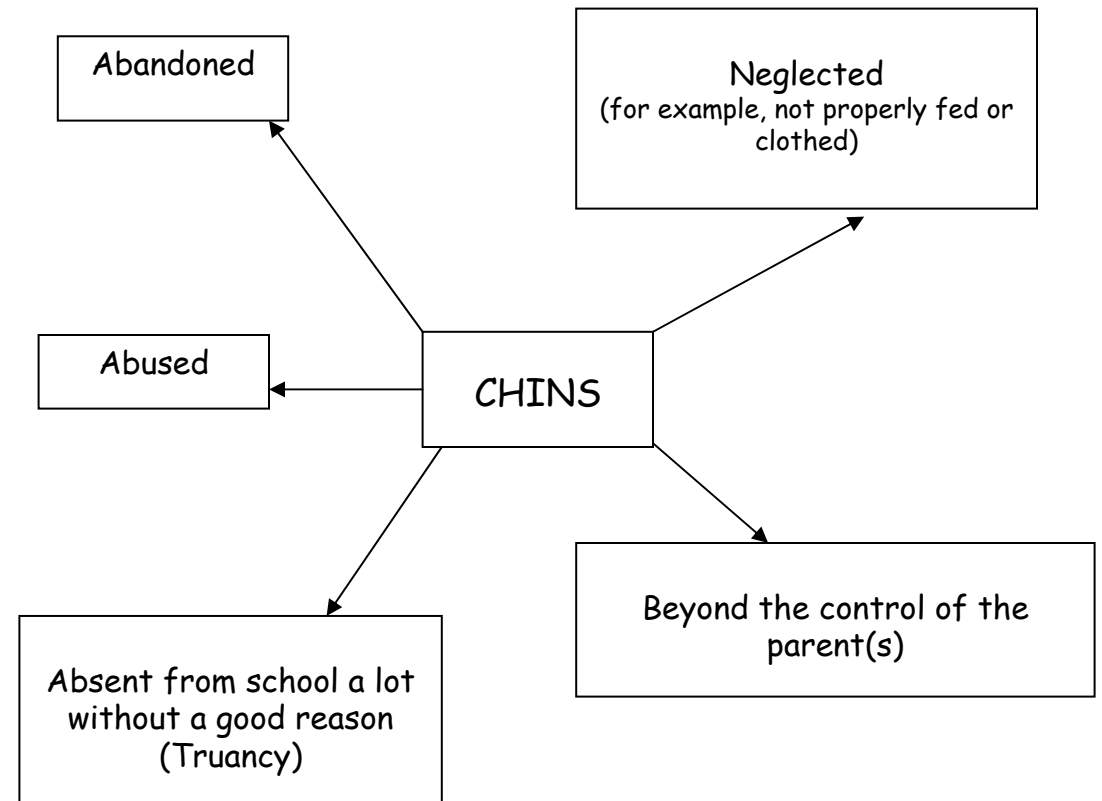 Abandoned
Neglected
(for example, not properly fed or
clothed)
Abused
CHINS
Beyond the control of the
parent(s)
Absent from school a lot
without a good reason
(Truancy)